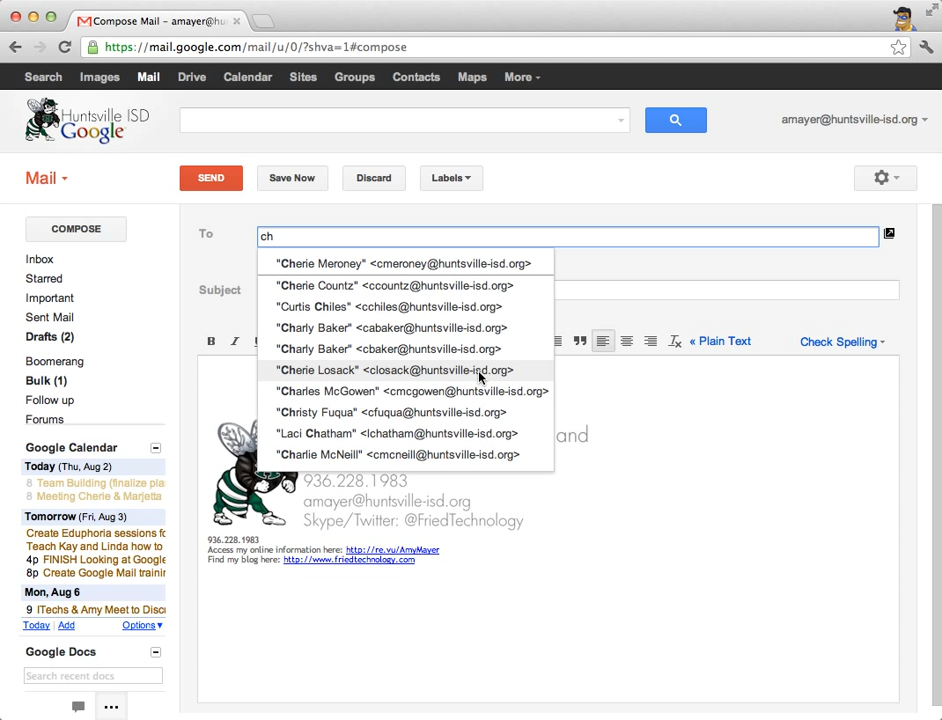 Compose Mail – amayer@hu
https://mail.google.com/mail/u/0/?shva=1#compose
Search Images Mail Drive Calendar Sites Groups Contacts Maps More
Huntsville ISD
Google
amayer@huntsville-isd.org
Mail
SEND Save Now Discard Labels
COMPOSE
Inbox
Starred
Important
Sent Mail
Drafts (2)
Boomerang
Bulk (1)
Follow up
Forums
Google Calendar
Today (Thu, Aug 2)
8 Team Building (finalize pla
8 Meeting Cherie & Marjetta
Tomorrow (Fri, Aug 3)
Create Eduphoria sessions fo
Teach Kay and Linda how to
4p FINISH Looking at Google
8p Create Google Mail trainin
Mon, Aug 6
9 ITechs & Amy Meet to Disc
Today Add Options▼
Google Docs
Search recent docs
To
ch
"Cherie Meroney" <cmeroney@huntsville-isd.org>
"Cherie Countz" <ccountz@huntsville-isd.org>
"Curtis Chiles" <cchiles@huntsville-isd.org>
"Charly Baker" <cabaker@huntsville-isd.org>
"Charly Baker" <cbaker@huntsville-isd.org>
"Cherie Losack" <closack@huntsville-isd.org>
"Charles McGowen" <cmcgowen@huntsville-isd.org>
"Christy Fuqua" <cfuqua@huntsville-isd.org>
"Laci Chatham" <lchatham@huntsville-isd.org>
"Charlie McNeill" <cmcneill@huntsville-isd.org>
Subject
B I « Plain Text Check Spelling
and
936.228.1983
amayer@huntsville-isd.org
Skype/Twitter: @FriedTechnology
936.228.1983
Access my online information here: http://re.vu/AmyMayer
Find my blog here: http://www.friedtechnology.com